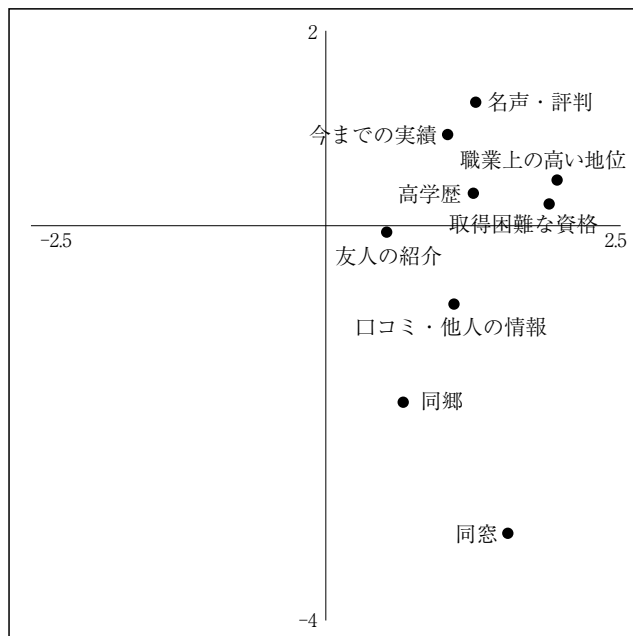 2
名声・評判
今までの実績
職業上の高い地位
高学歴
取得困難な資格
-2.5
2.5
友人の紹介
口コミ・他人の情報
同郷
同窓
-4